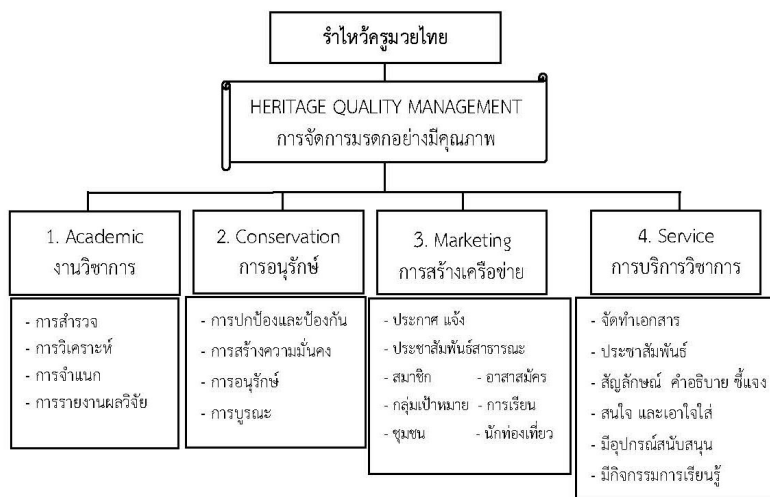 รำไหว้ครูมวยไทย
HERITAGE QUALITY MANAGEMENT
การจัดการมรดกอย่างมีคุณภาพ
1. Academic
งานวิชาการ
- การสำรวจ
- การวิเคราะห์
- การจำแนก
- การรายงานผลวิจัย
2. Conservation
การอนุรักษ์
- การปกป้องและป้องกัน
- การสร้างความมั่นคง
- การอนุรักษ์
- การบูรณะ
3. Marketing
การสร้างเครือข่าย
- ประกาศ แจ้ง
- ประชาสัมพันธ์สาธารณะ
- สมาชิก - อาสาสมัคร
- กลุ่มเป้าหมาย - การเรียน
- ชุมชน - นักท่องเที่ยว
4. Service
การบริการวิชาการ
- จัดทำเอกสาร
- ประชาสัมพันธ์
- สัญลักษณ์ คำอธิบาย ชี้แจง
- สนใจ และเอาใจใส่
- มีอุปกรณ์สนับสนุน
- มีกิจกรรมการเรียนรู้